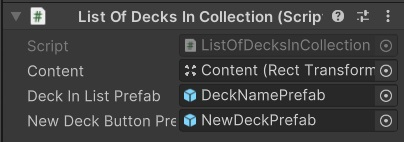 List Of Decks In Collection (Scrip
Script ListOfDecksInCollection
Content Content (Rect Transform
Deck In List Prefab DeckNamePrefab
New Deck Button Pre NewDeckPrefab